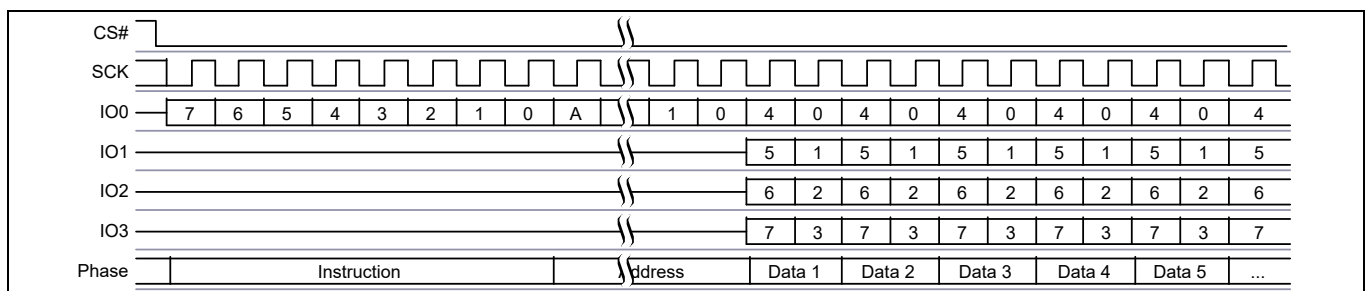 CS#
SCK
IO0 7 6 5 4 3 2 1 0 A 1 0 4 0 4 0 4 0 4 0 4 0 4
IO1 5 1 5 1 5 1 5 1 5 1 5
IO2 6 2 6 2 6 2 6 2 6 2 6
IO3 7 3 7 3 7 3 7 3 7 3 7
Phase Instruction Address Data 1 Data 2 Data 3 Data 4 Data 5 ...